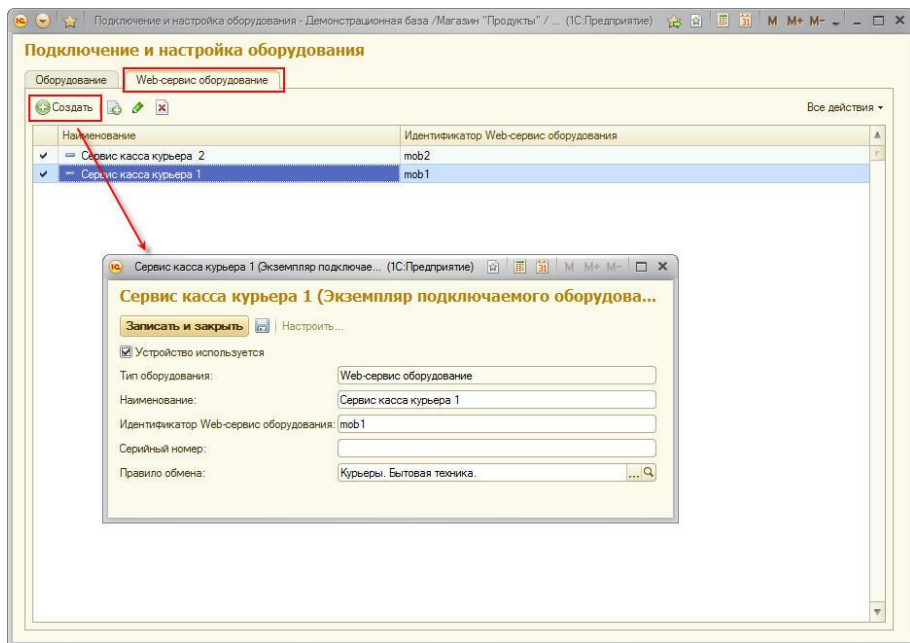 Подключение и настройка оборудования - Демонстрационная база /Магазин "Продукты" / ... (1С:Предприятие) 31 M M+ M-
Подключение и настройка оборудования
Оборудование Web-сервис оборудование
Создать Все действия
Наименование Идентификатор Web-сервис оборудования
Сервис касса курьера 2 mob2
Сервис касса курьера 1 mob1
Сервис касса курьера 1 (Экземпляр подключае... (1С:Предприятие) 31 M M+ M-
Сервис касса курьера 1 (Экземпляр подключаемого оборудова...
Записать и закрыть Настроить...
Устройство используется
Тип оборудования: Web-сервис оборудование
Наименование: Сервис касса курьера 1
Идентификатор Web-сервис оборудования: mob1
Серийный номер:
Правило обмена: Курьеры. Бытовая техника. ...